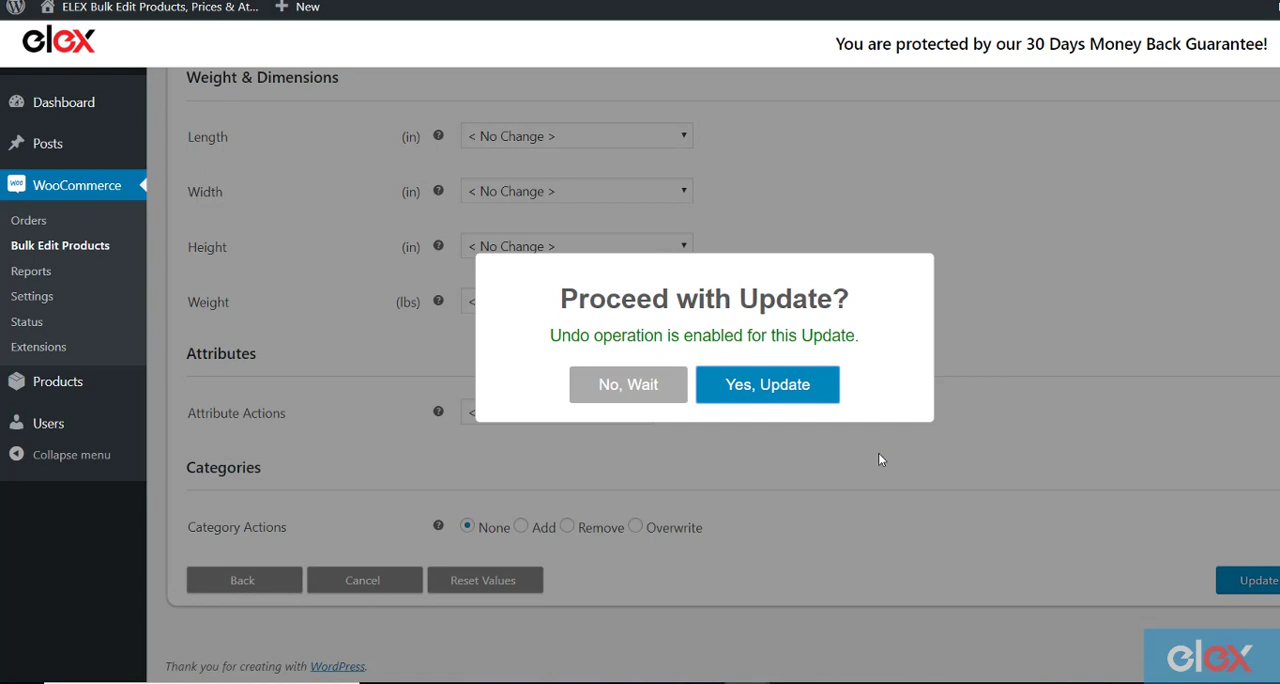 ELEX Bulk Edit Products, Prices & At... New
elex You are protected by our 30 Days Money Back Guarantee!
Dashboard
Posts
WooCommerce
Orders
Bulk Edit Products
Reports
Settings
Status
Extensions
Products
Users
Collapse menu
Weight & Dimensions
Length (in) < No Change >
Width (in) < No Change >
Height (in) < No Change >
Weight (lbs) <
Attributes
Attribute Actions <
Categories
Category Actions None Add Remove Overwrite
Back Cancel Reset Values Update
Proceed with Update?
Undo operation is enabled for this Update.
No, Wait Yes, Update
Thank you for creating with WordPress.
elex